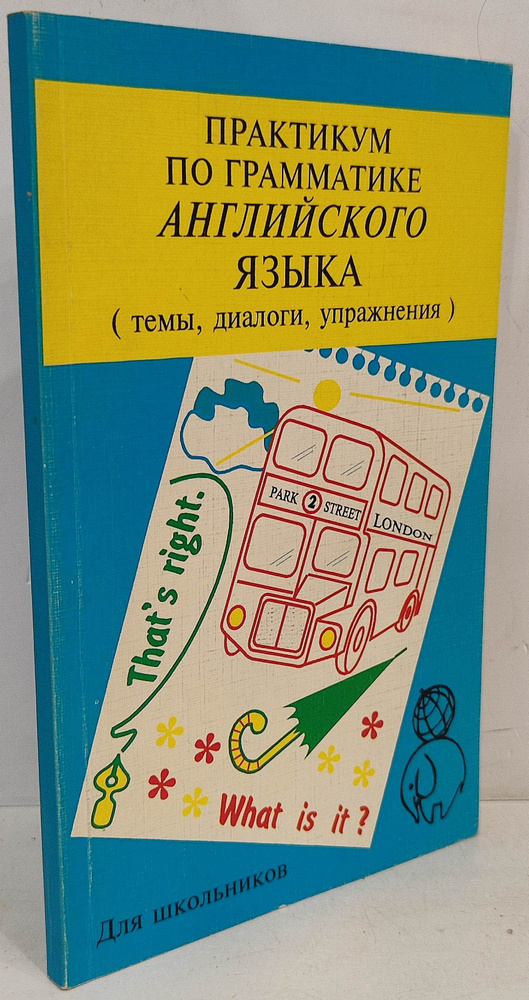 ПРАКТИКУМ
ПО ГРАММАТИКЕ
АНГЛИЙСКОГО
ЯЗЫКА
( темы, диалоги, упражнения )
PARK 2 STREET LONDON
That's right.
What is it ?
Для школьников